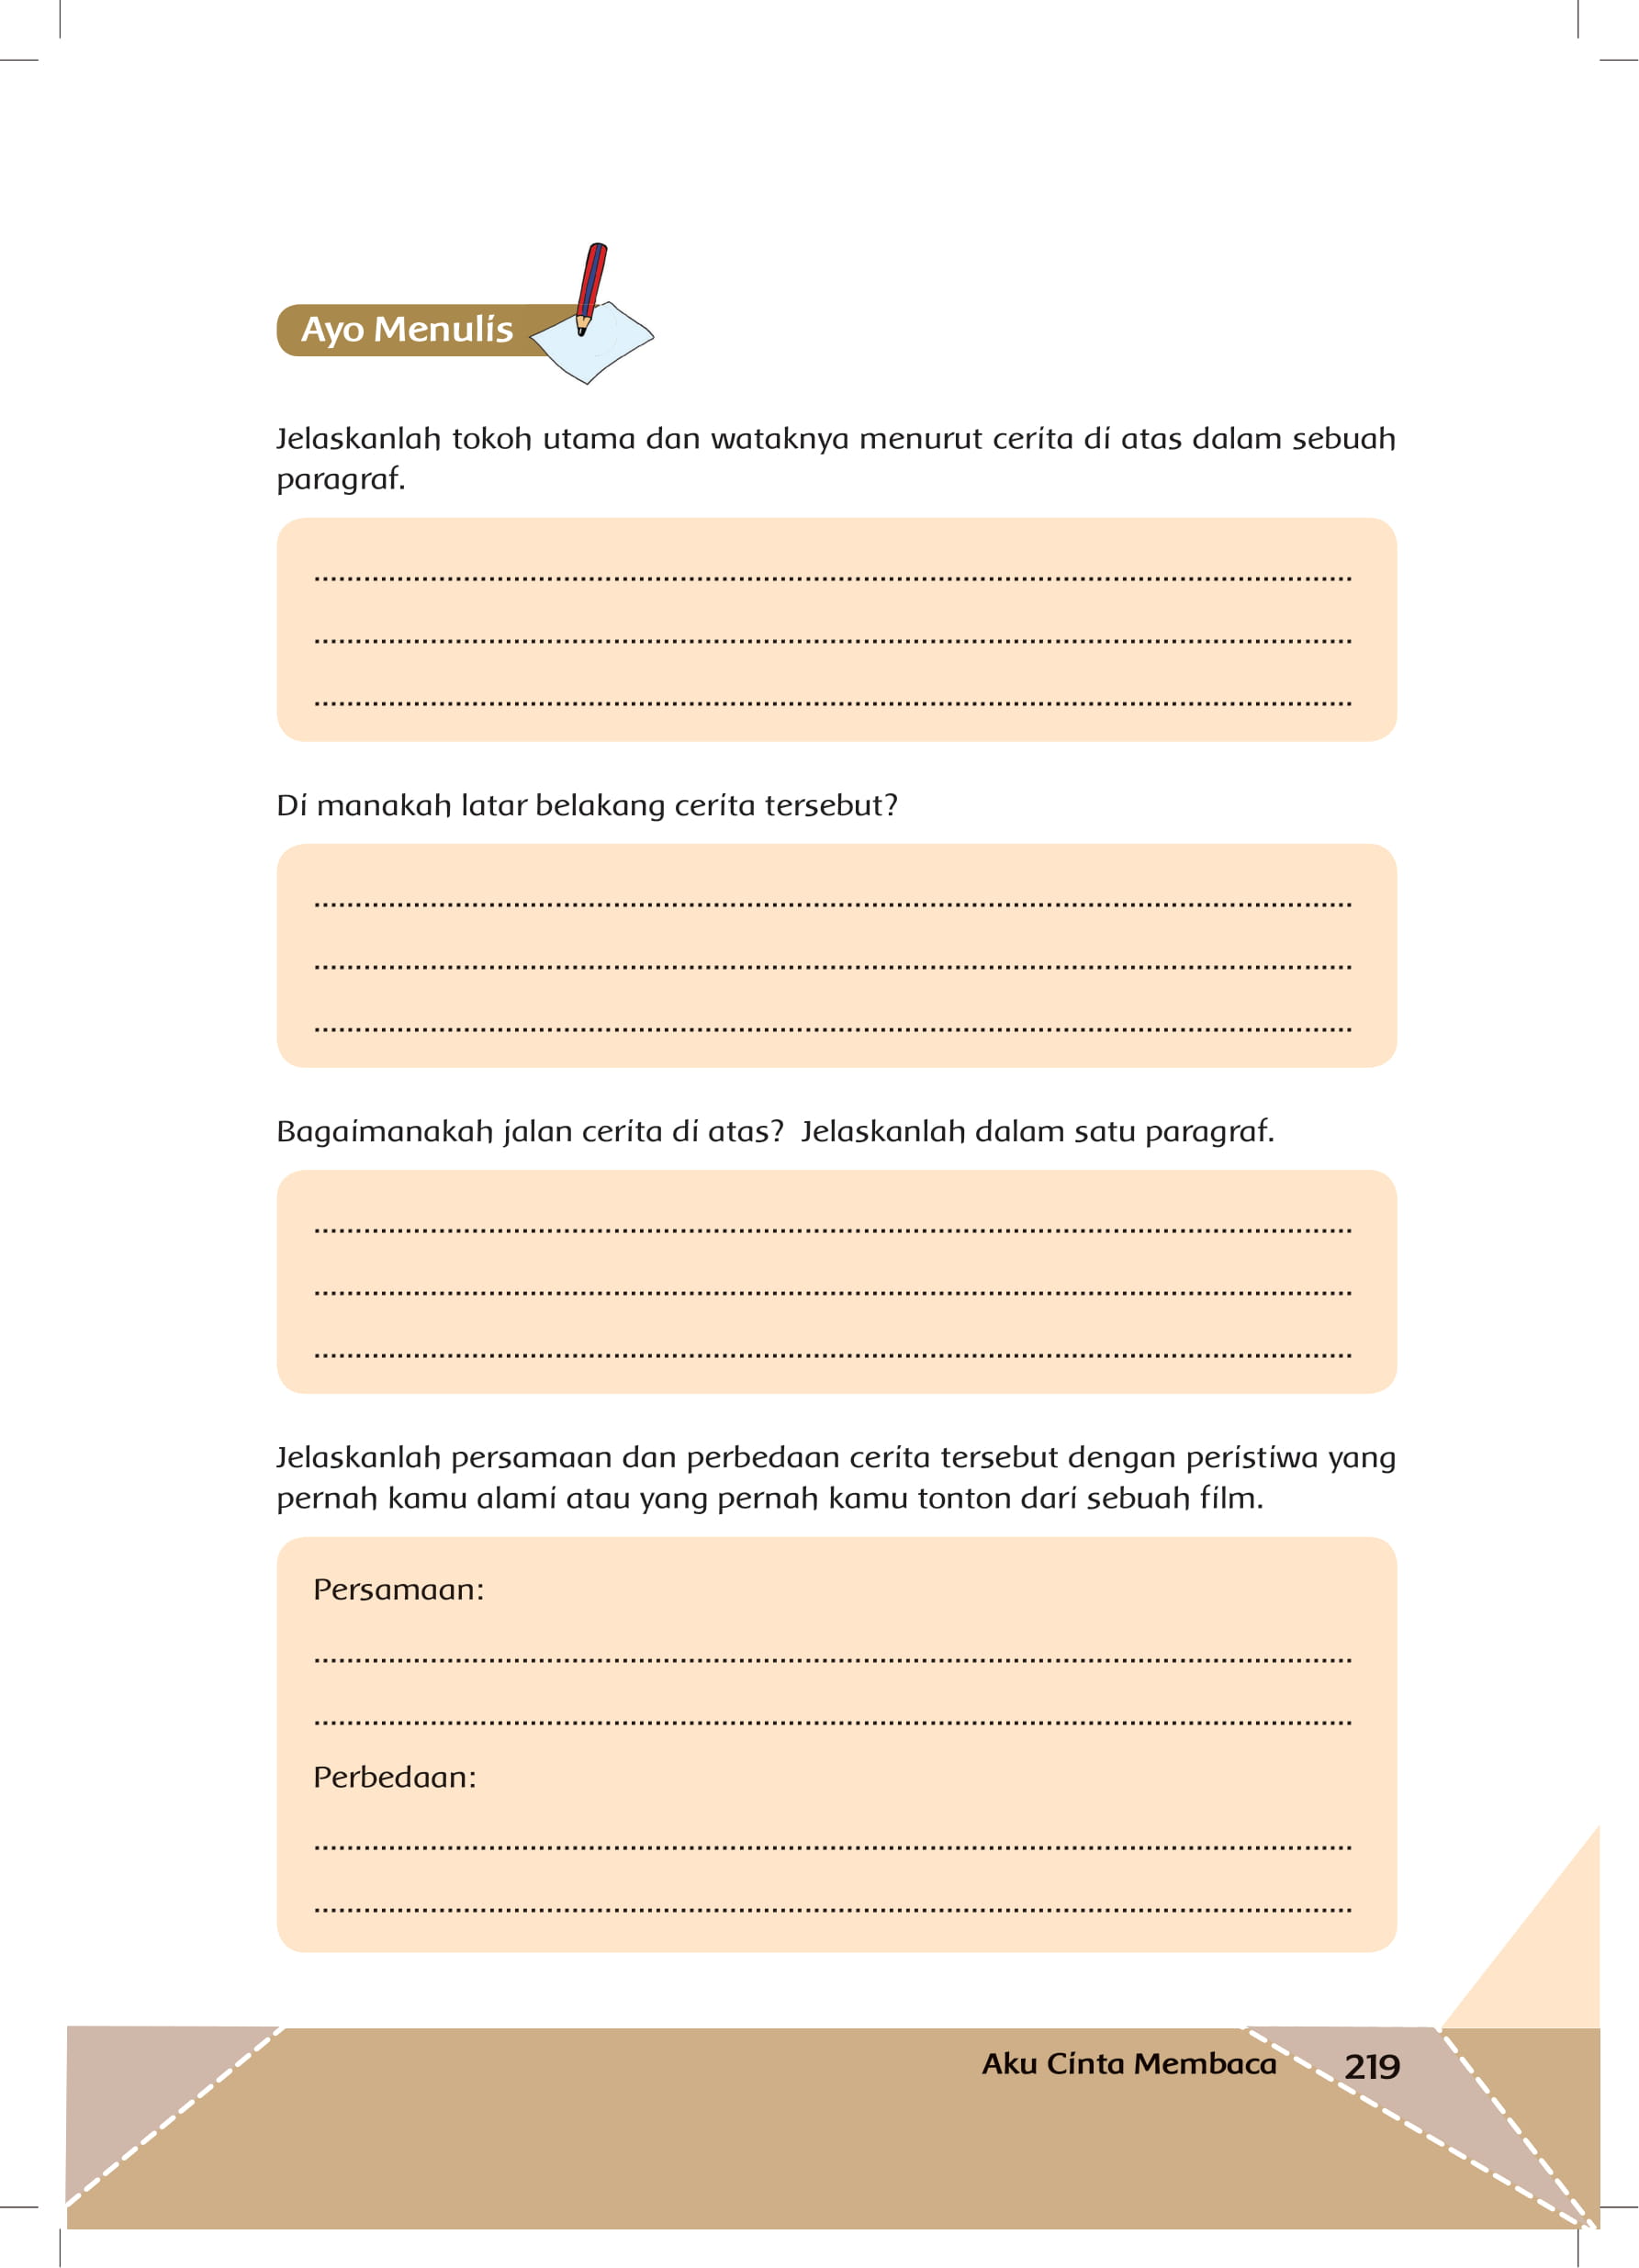 Ayo Menulis
Jelaskanlah tokoh utama dan wataknya menurut cerita di atas dalam sebuah
paragraf.
Di manakah latar belakang cerita tersebut?
Bagaimanakah jalan cerita di atas? Jelaskanlah dalam satu paragraf.
Jelaskanlah persamaan dan perbedaan cerita tersebut dengan peristiwa yang
pernah kamu alami atau yang pernah kamu tonton dari sebuah film.
Persamaan:
Perbedaan:
Aku Cinta Membaca 219